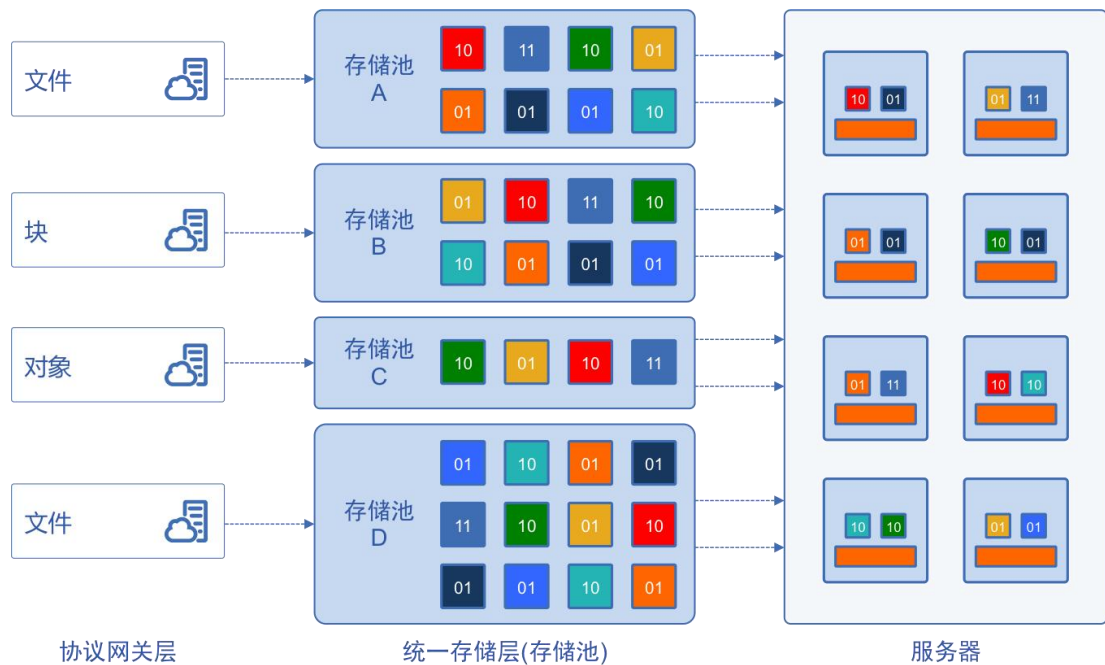 文件
存储池
A
10 11 10 01
01 01 01 10
块
存储池
B
01 10 11 10
10 01 01 01
对象
存储池
C
10 01 10 11
文件
存储池
D
01 10 01 01
11 10 01 10
01 01 10 01
10 01 01 11
01 01 10 01
01 11 10 10
10 10 01 01
协议网关层 统一存储层(存储池) 服务器